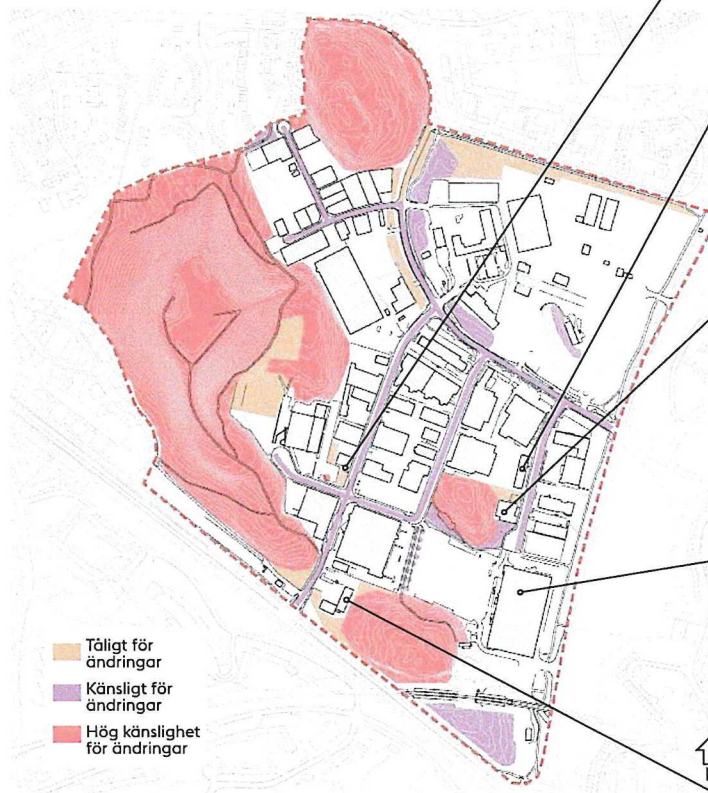 Tåligt för
ändringar
Känsligt för
ändringar
Hög känslighet
för ändringar